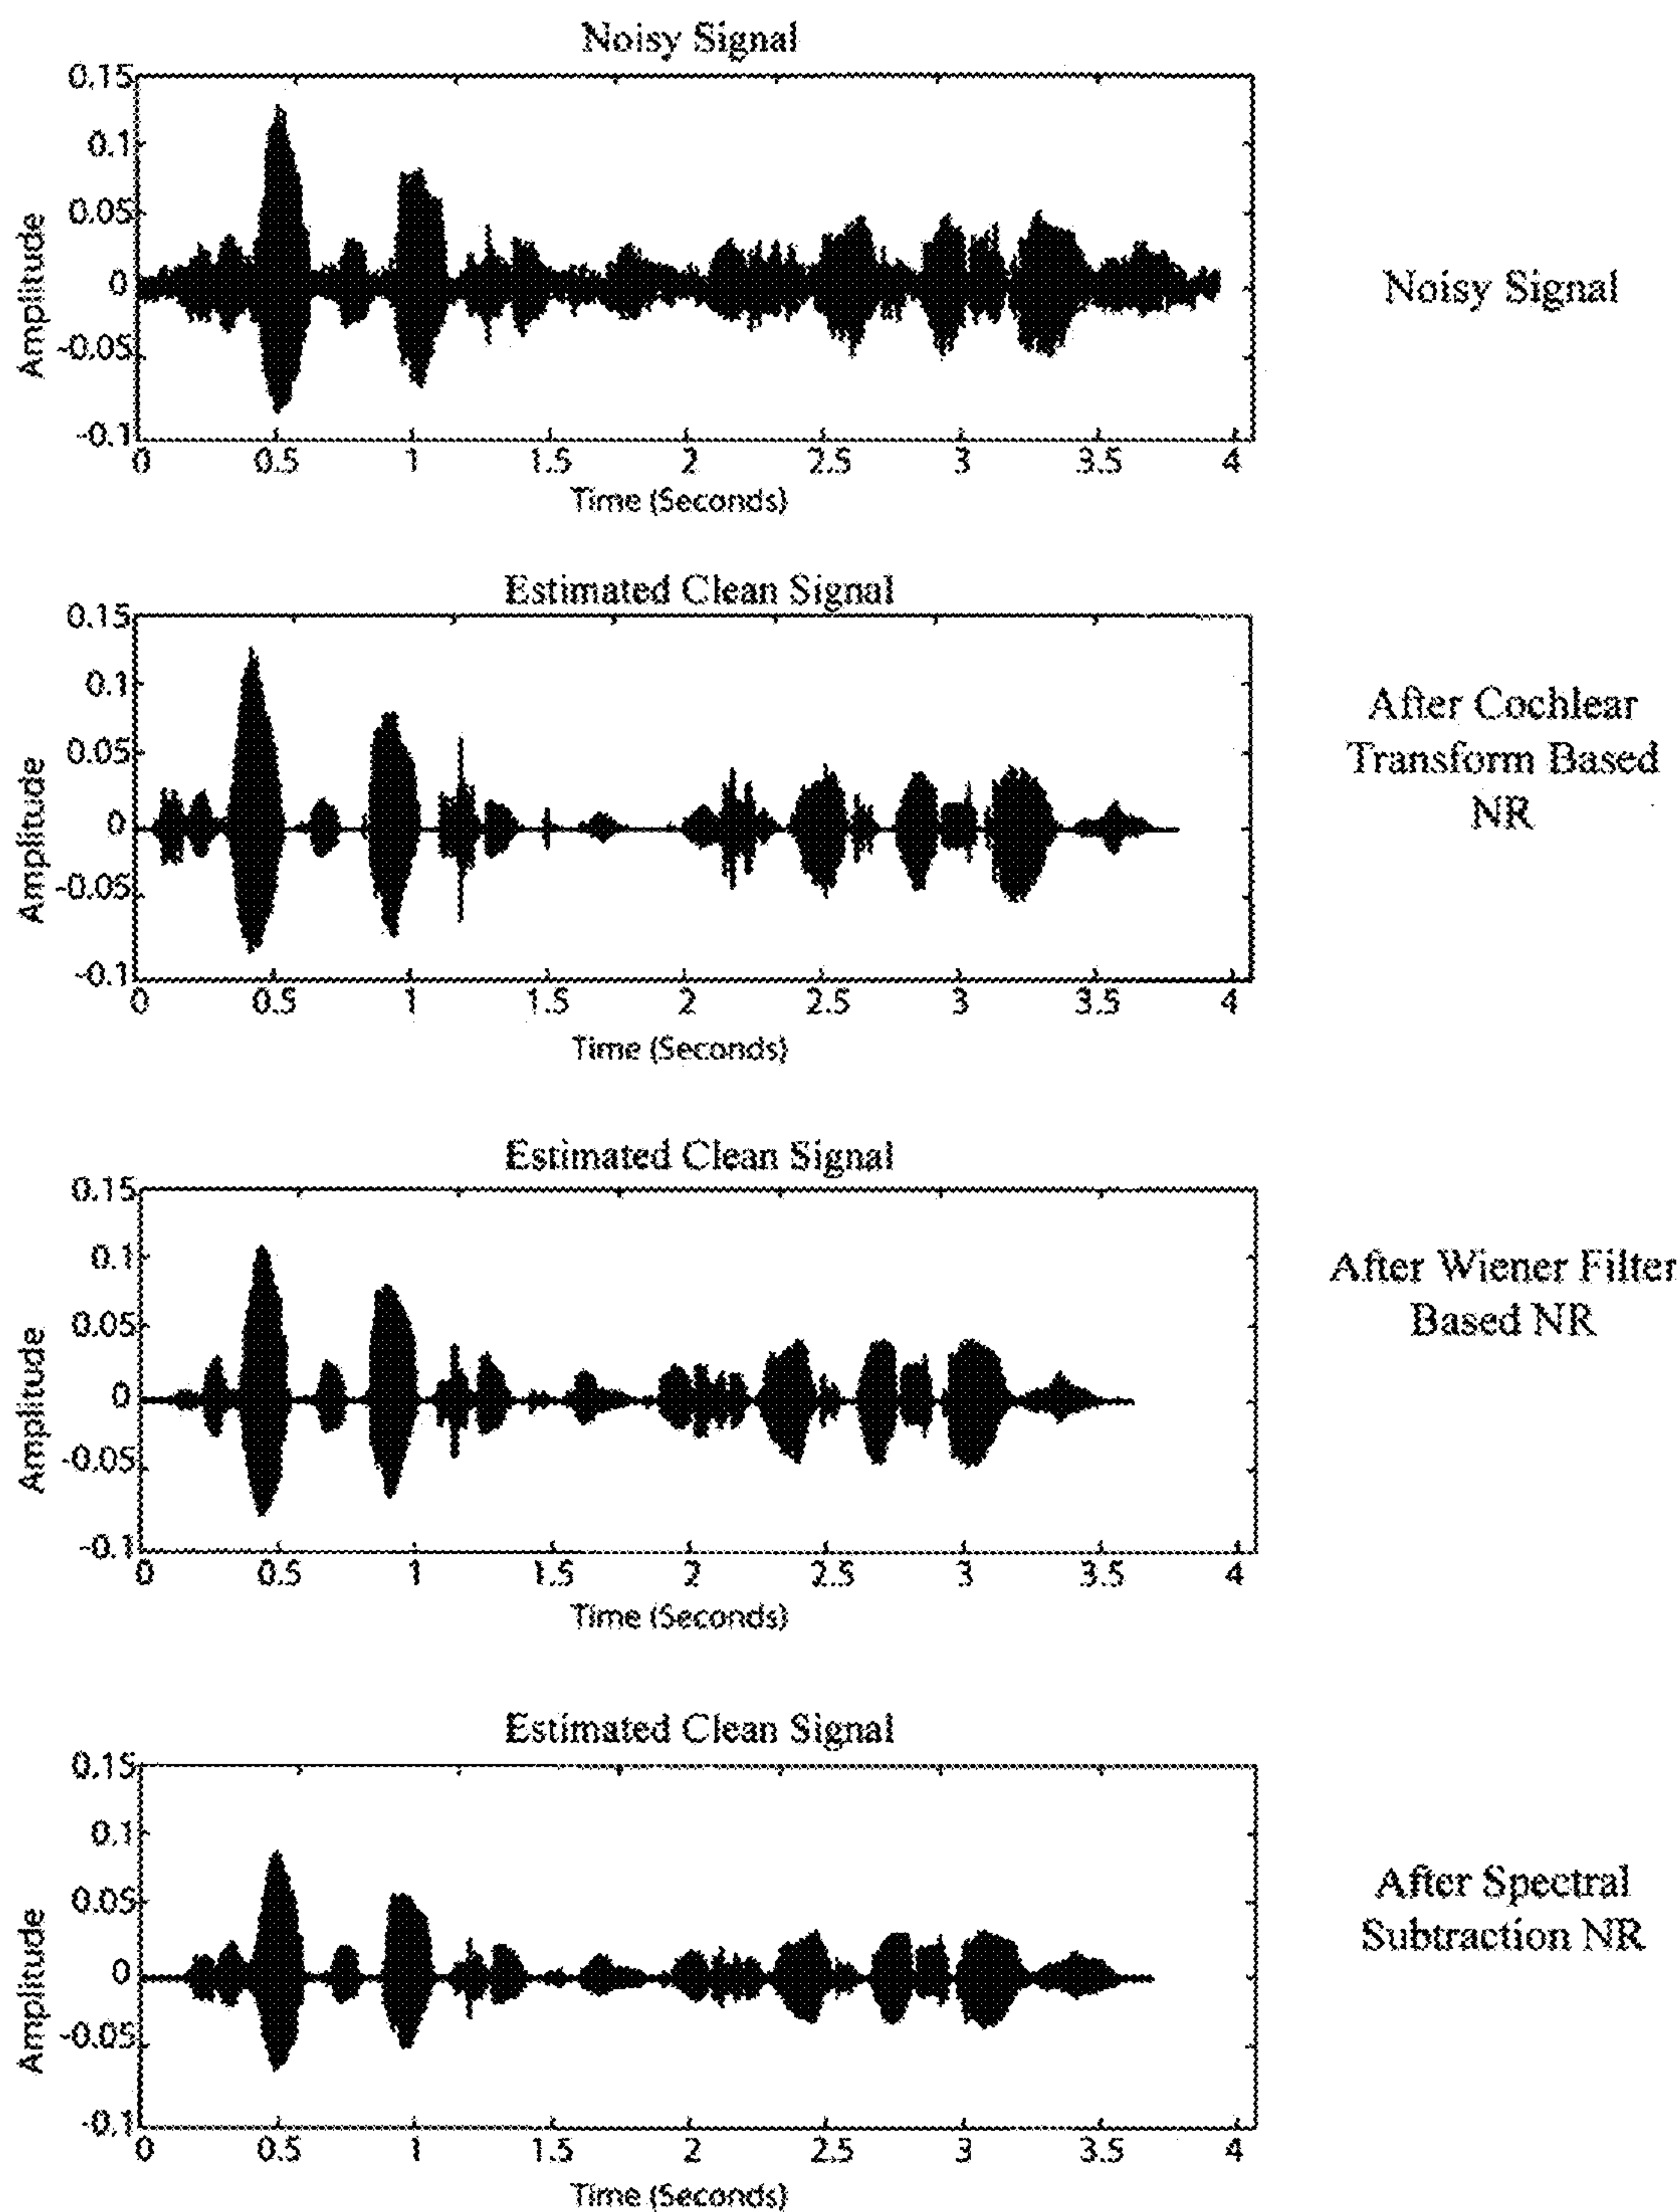 Noisy Signal
0.15
0.1
0.05
0
-0.05
-0.1
Amplitude
0 0.5 1 1.5 2 2.5 3 3.5 4
Time (Seconds)
Noisy Signal
Estimated Clean Signal
0.15
0.1
0.05
0
-0.05
-0.1
Amplitude
0 0.5 1 1.5 2 2.5 3 3.5 4
Time (Seconds)
After Cochlear
Transform Based
NR
Estimated Clean Signal
0.15
0.1
0.05
0
-0.05
-0.1
Amplitude
0 0.5 1 1.5 2 2.5 3 3.5 4
Time (Seconds)
After Wiener Filter
Based NR
Estimated Clean Signal
0.15
0.1
0.05
0
-0.05
-0.1
Amplitude
0 0.5 1 1.5 2 2.5 3 3.5 4
Time (Seconds)
After Spectral
Subtraction NR